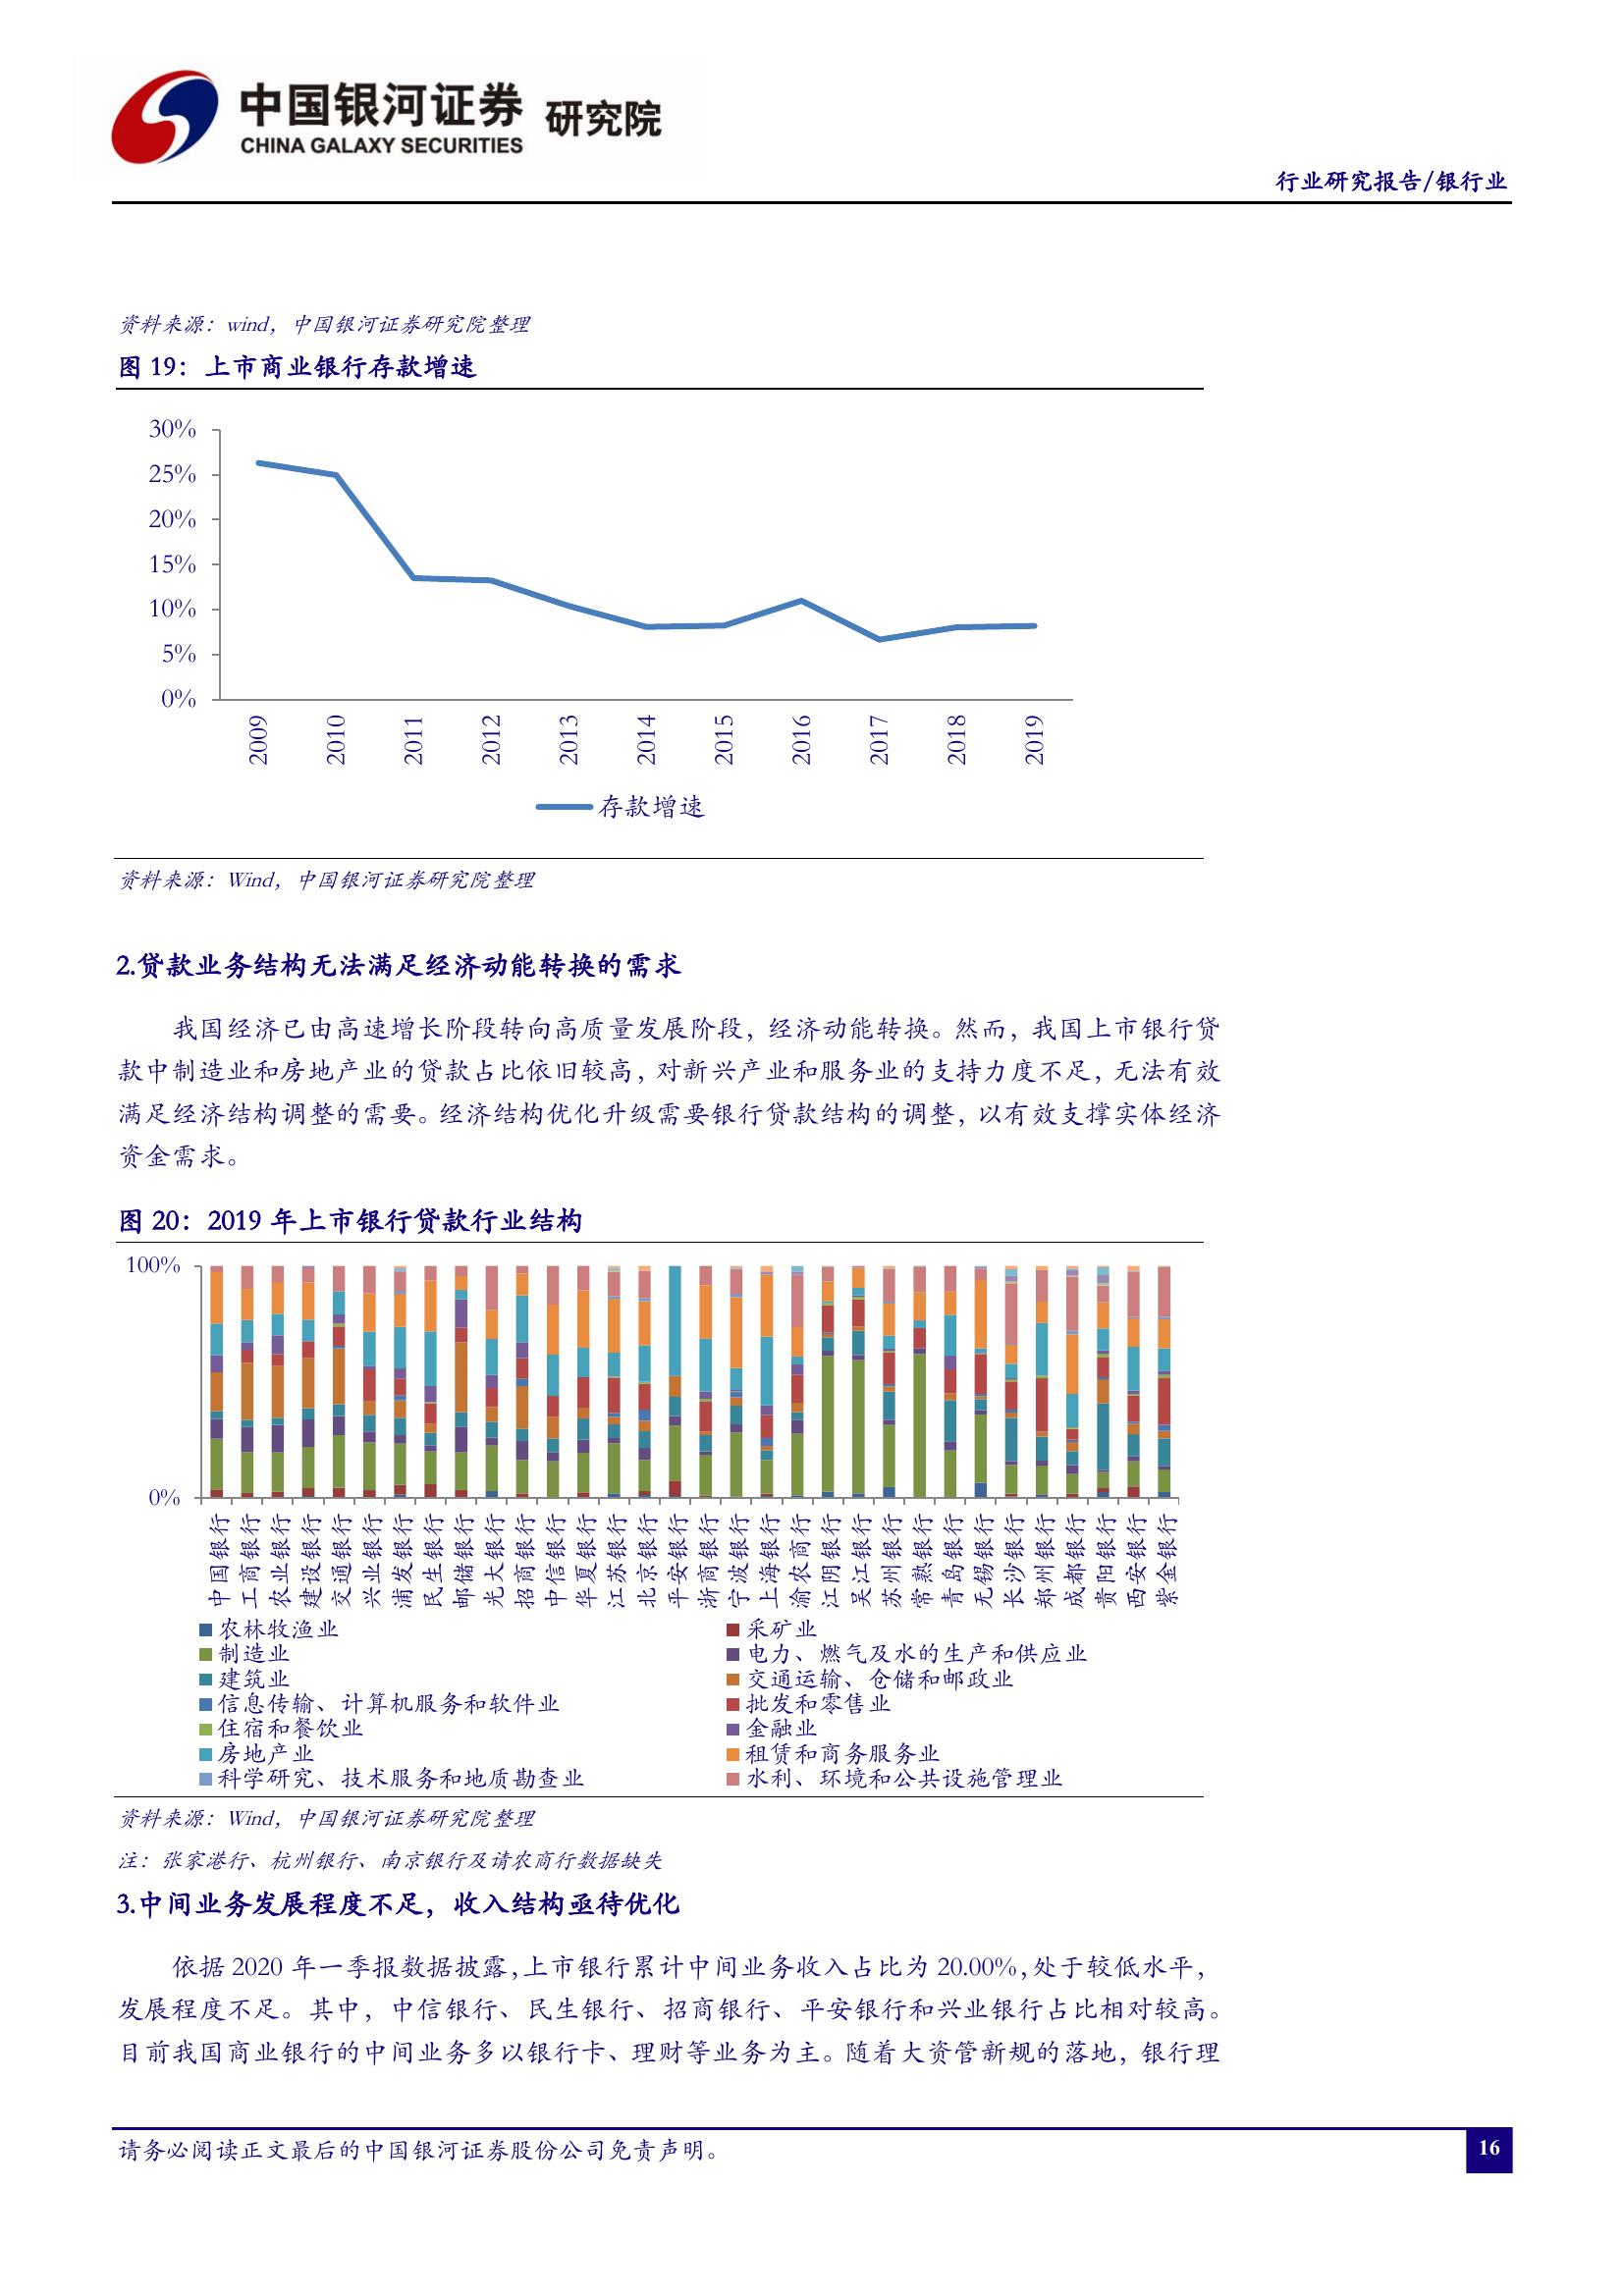 中国银河证券 研究院
CHINA GALAXY SECURITIES
行业研究报告/银行业
资料来源：wind，中国银河证券研究院整理
图 19：上市商业银行存款增速
30%
25%
20%
15%
10%
5%
0%
2009
2010
2011
2012
2013
2014
2015
2016
2017
2018
2019
存款增速
资料来源：Wind，中国银河证券研究院整理
2.贷款业务结构无法满足经济动能转换的需求
我国经济已由高速增长阶段转向高质量发展阶段，经济动能转换。然而，我国上市银行贷
款中制造业和房地产业的贷款占比依旧较高，对新兴产业和服务业的支持力度不足，无法有效
满足经济结构调整的需要。经济结构优化升级需要银行贷款结构的调整，以有效支撑实体经济
资金需求。
图 20：2019 年上市银行贷款行业结构
100%
0%
中国银行
工商银行
农业银行
建设银行
交通银行
兴业银行
浦发银行
民生银行
邮储银行
光大银行
招商银行
中信银行
华夏银行
江苏银行
北京银行
平安银行
浙商银行
宁波银行
上海银行
渝农商行
江阴银行
吴江银行
苏州银行
常熟银行
青岛银行
无锡银行
长沙银行
郑州银行
成都银行
贵阳银行
西安银行
紫金银行
农林牧渔业
采矿业
制造业
电力、燃气及水的生产和供应业
建筑业
交通运输、仓储和邮政业
信息传输、计算机服务和软件业
批发和零售业
住宿和餐饮业
金融业
房地产业
租赁和商务服务业
科学研究、技术服务和地质勘查业
水利、环境和公共设施管理业
资料来源：Wind，中国银河证券研究院整理
注：张家港行、杭州银行、南京银行及请农商行数据缺失
3.中间业务发展程度不足，收入结构亟待优化
依据 2020 年一季报数据披露,上市银行累计中间业务收入占比为 20.00%,处于较低水平，
发展程度不足。其中，中信银行、民生银行、招商银行、平安银行和兴业银行占比相对较高。
目前我国商业银行的中间业务多以银行卡、理财等业务为主。随着大资管新规的落地，银行理
请务必阅读正文最后的中国银河证券股份公司免责声明。
16